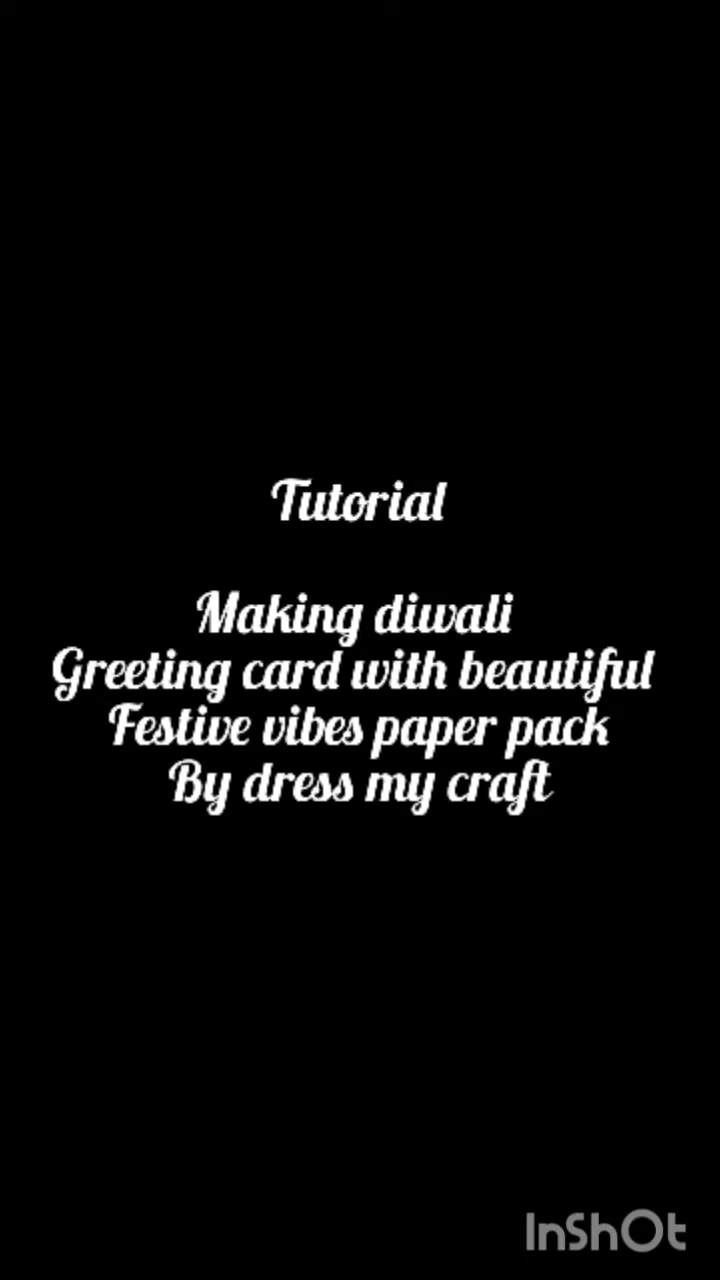 Tutorial
Making diwali
Greeting card with beautiful
Festive vibes paper pack
By dress my craft
InShOt